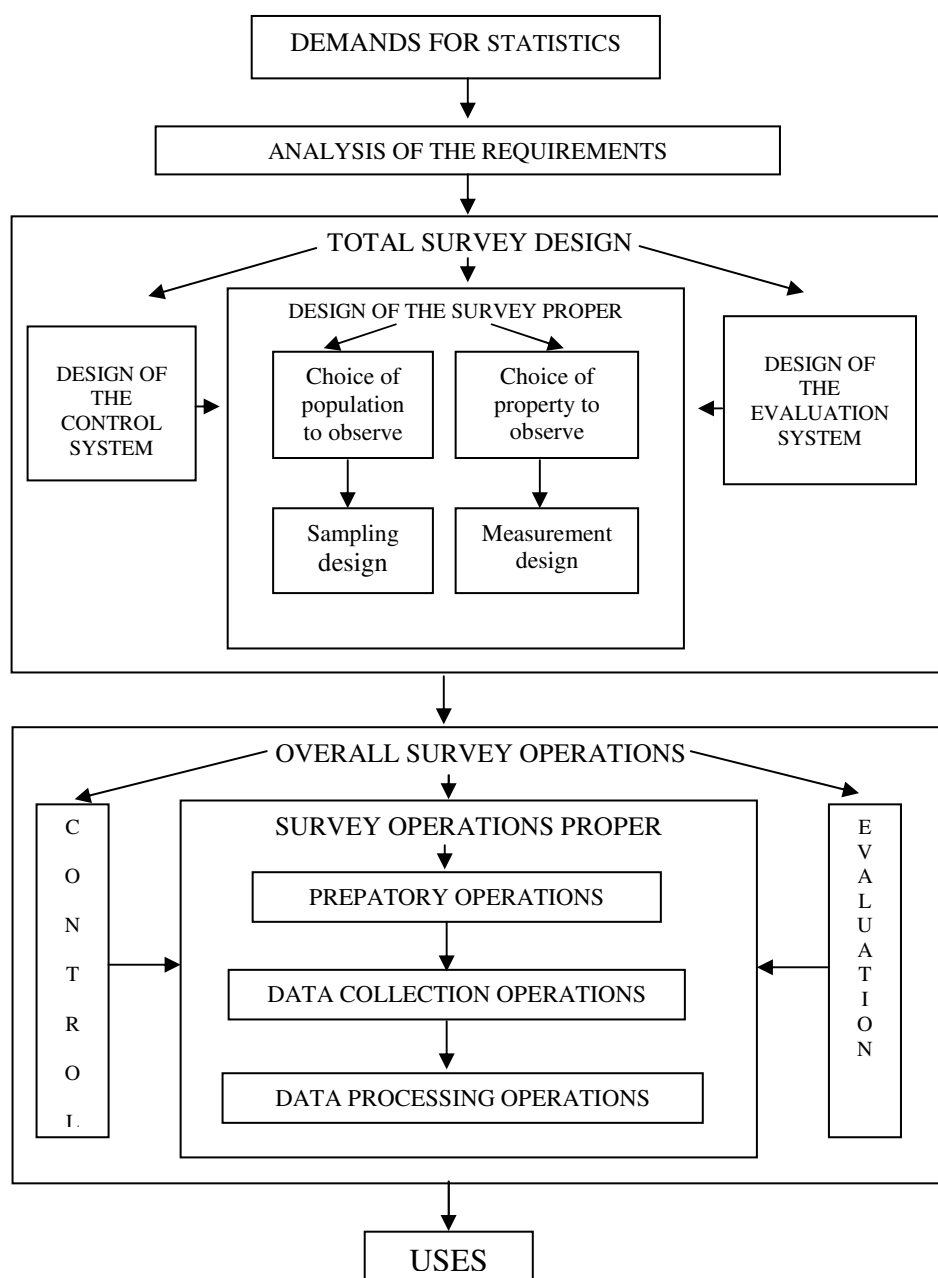 DEMANDS FOR STATISTICS
ANALYSIS OF THE REQUIREMENTS
TOTAL SURVEY DESIGN
DESIGN OF
THE
CONTROL
SYSTEM
DESIGN OF THE SURVEY PROPER
Choice of
population
to observe
Choice of
property to
observe
Sampling
design
Measurement
design
DESIGN OF
THE
EVALUATION
SYSTEM
OVERALL SURVEY OPERATIONS
C
O
N
T
R
O
L
SURVEY OPERATIONS PROPER
PREPATORY OPERATIONS
DATA COLLECTION OPERATIONS
DATA PROCESSING OPERATIONS
E
V
A
L
U
A
T
I
O
N
USES